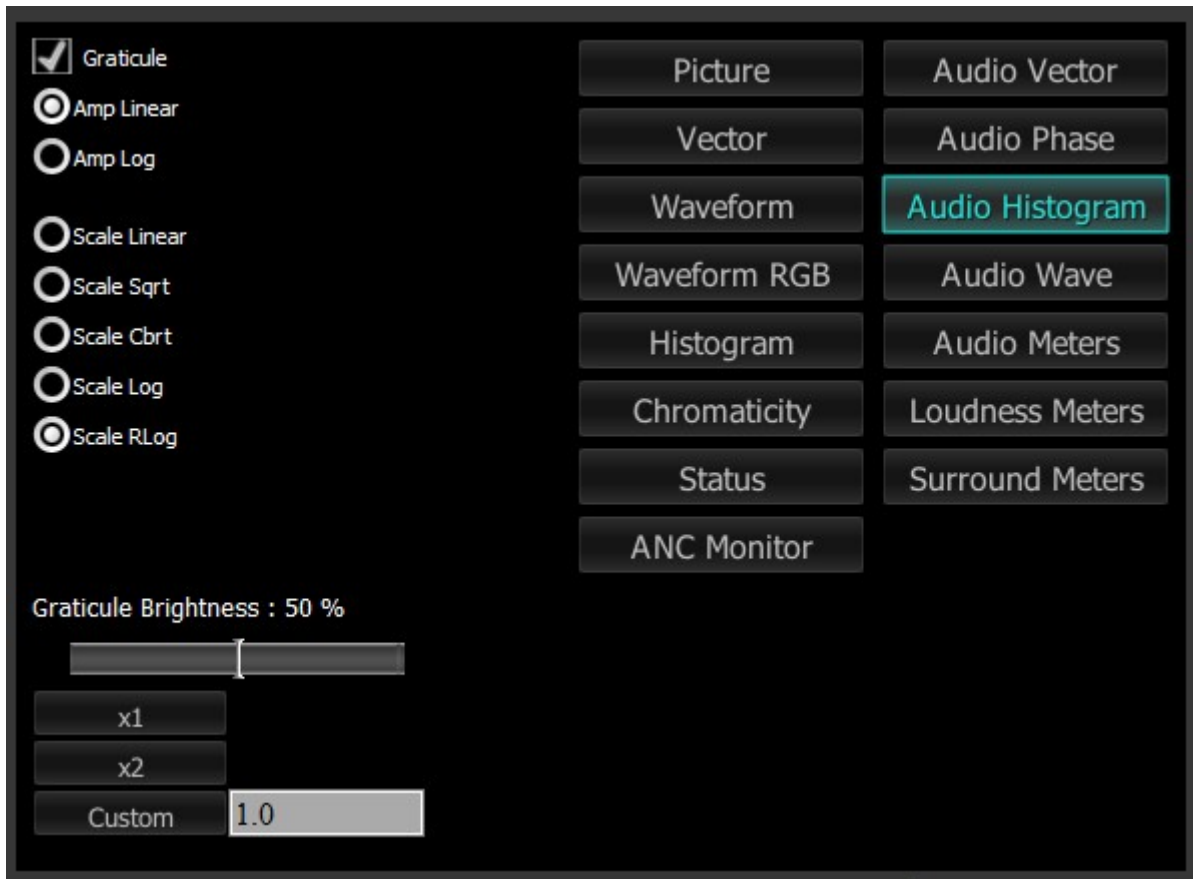 Graticule
Amp Linear
Amp Log
Scale Linear
Scale Sqrt
Scale Cbrt
Scale Log
Scale RLog
Graticule Brightness : 50 %
x1
x2
Custom
1.0
Picture
Vector
Waveform
Waveform RGB
Histogram
Chromaticity
Status
ANC Monitor
Audio Vector
Audio Phase
Audio Histogram
Audio Wave
Audio Meters
Loudness Meters
Surround Meters